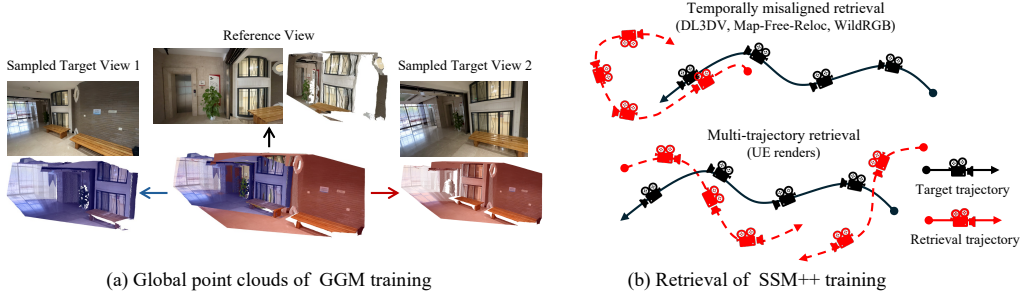 Reference View
Sampled Target View 1
Sampled Target View 2
(a) Global point clouds of GGM training
Temporally misaligned retrieval
(DL3DV, Map-Free-Reloc, WildRGB)
Multi-trajectory retrieval
(UE renders)
Target trajectory
Retrieval trajectory
(b) Retrieval of SSM++ training